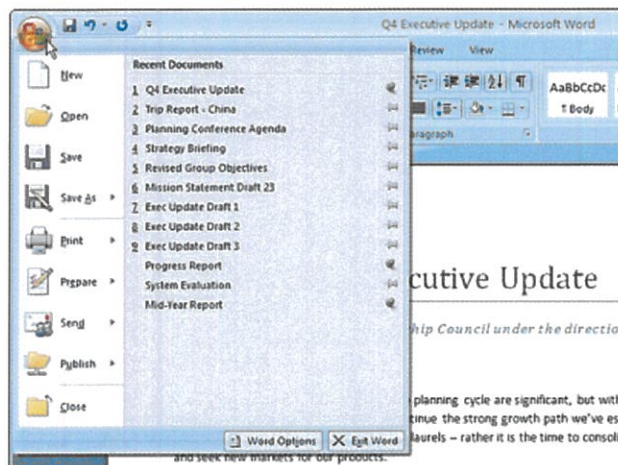 Q4 Executive Update - Microsoft Word
Review View
Recent Documents
New
Open
Save
Save As
Print
Prepare
Send
Publish
Close
1 Q4 Executive Update
2 Trip Report - China
3 Planning Conference Agenda
4 Strategy Briefing
5 Revised Group Objectives
6 Mission Statement Draft 23
7 Exec Update Draft 1
8 Exec Update Draft 2
9 Exec Update Draft 3
Progress Report
System Evaluation
Mid-Year Report
Word Options Exit Word
AaBbCcDc
¶ Body
aragraph
cutive Update
hip Council under the directio
planning cycle are significant, but with
tinue the strong growth path we've es
laurels – rather it is the time to consoli
and seek new markets for our products.